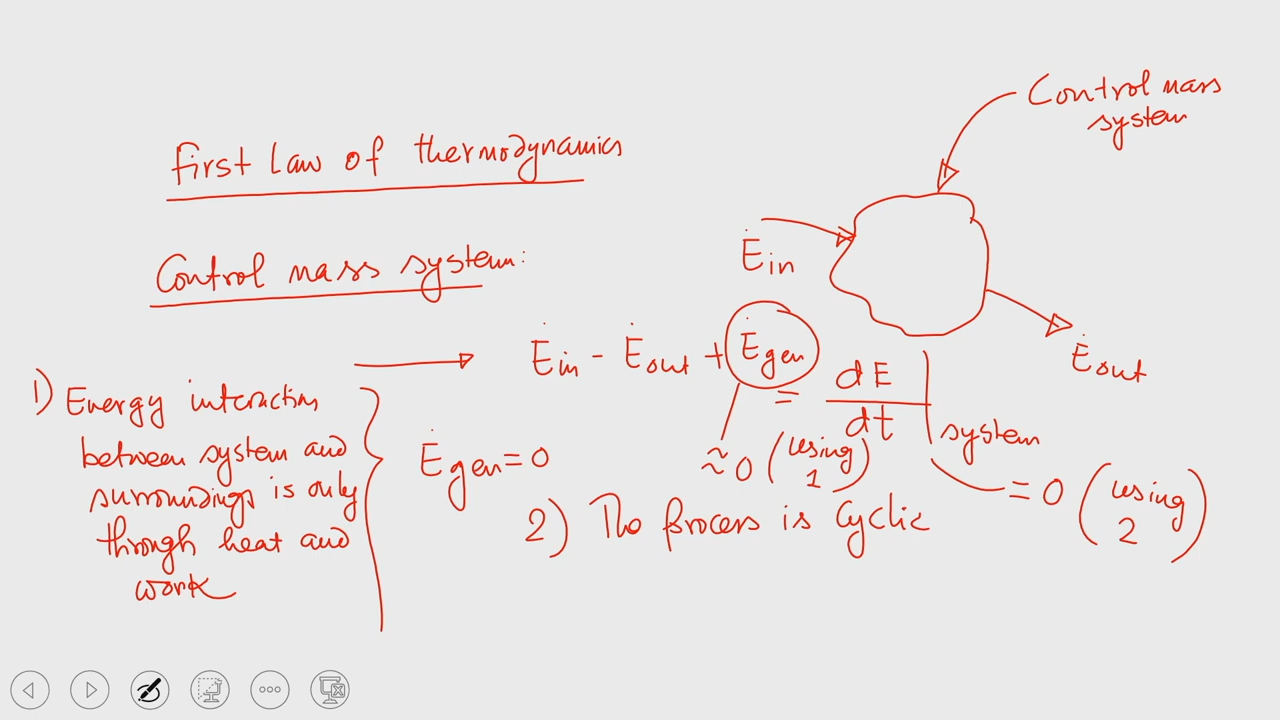 Control mass
system
First Law of thermodynamics
Control mass system:
Ėin
Ėout
Ėin - Ėout + Ėgen = dE/dt | system
≈ 0 (using 1)
= 0 (using 2)
1) Energy interaction
between system and
surroundings is only
through heat and
work
Ėgen = 0
2) The process is cyclic